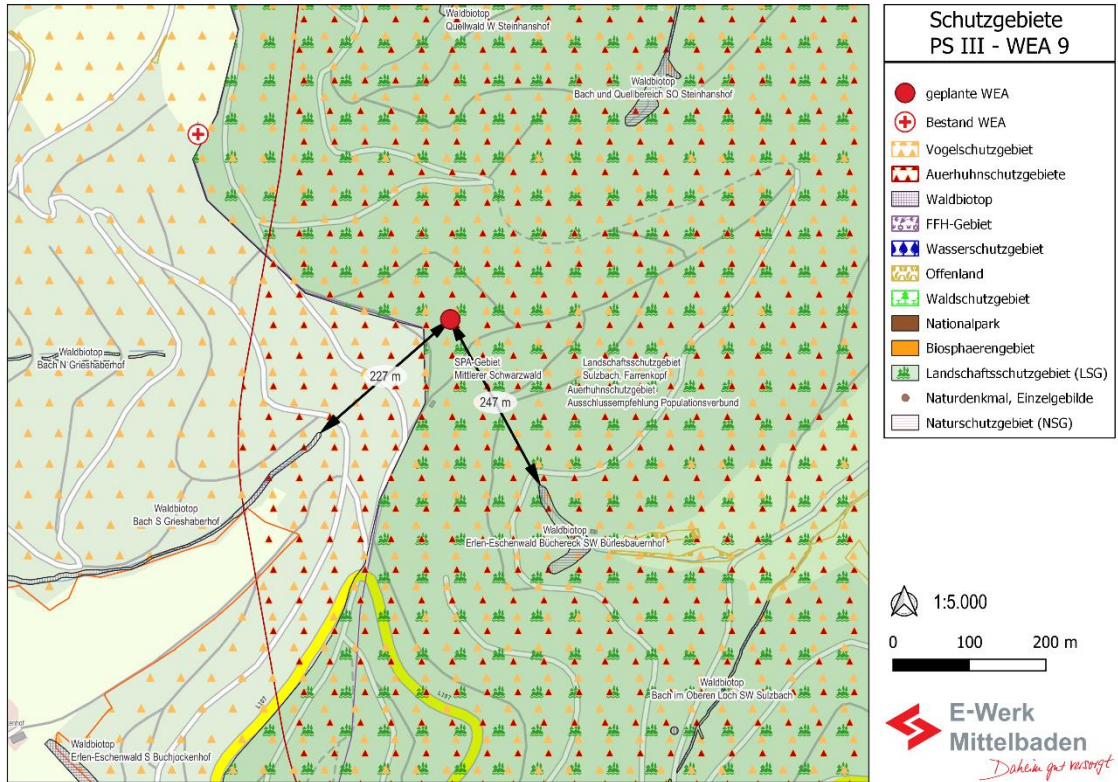 Waldbiotop
Quellwald W Steinhanshof
Waldbiotop
Bach und Quellbereich SO Steinhanshof
Waldbiotop
Bach N Grieshaberhof
SPA-Gebiet
Mittlerer Schwarzwald
Landschaftsschutzgebiet
Sulzbach, Farrenkopf
Auerhuhnschutzgebiet
Ausschlussempfehlung Populationsverbund
227 m
247 m
Waldbiotop
Bach S Grieshaberhof
Waldbiotop
Erlen-Eschenwald Büchereck SW Bürlesbauernhof
L107
L107
Waldbiotop
Bach im Oberen Loch SW Sulzbach
Waldbiotop
Erlen-Eschenwald S Buchjockenhof
Schutzgebiete
PS III - WEA 9
geplante WEA
Bestand WEA
Vogelschutzgebiet
Auerhuhnschutzgebiete
Waldbiotop
FFH-Gebiet
Wasserschutzgebiet
Offenland
Waldschutzgebiet
Nationalpark
Biosphaerengebiet
Landschaftsschutzgebiet (LSG)
Naturdenkmal, Einzelgebilde
Naturschutzgebiet (NSG)
1:5.000
0 100 200 m
E-Werk
Mittelbaden
Daheim gut versorgt